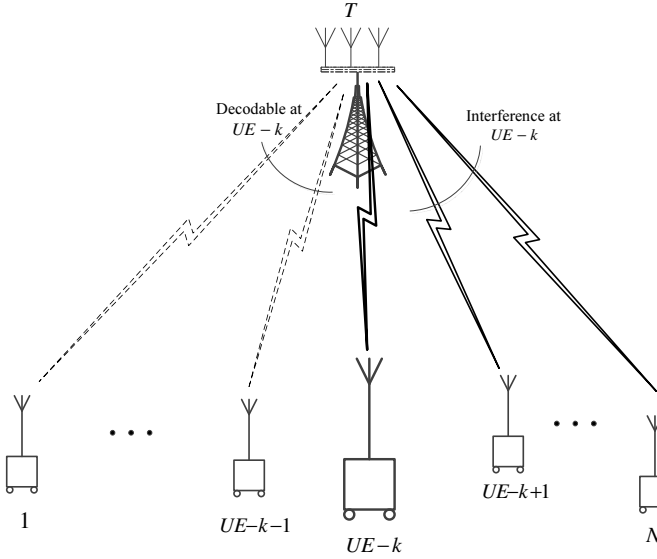 T
Decodable at
UE − k
Interference at
UE − k
1
UE−k−1
UE − k
UE−k+1
N